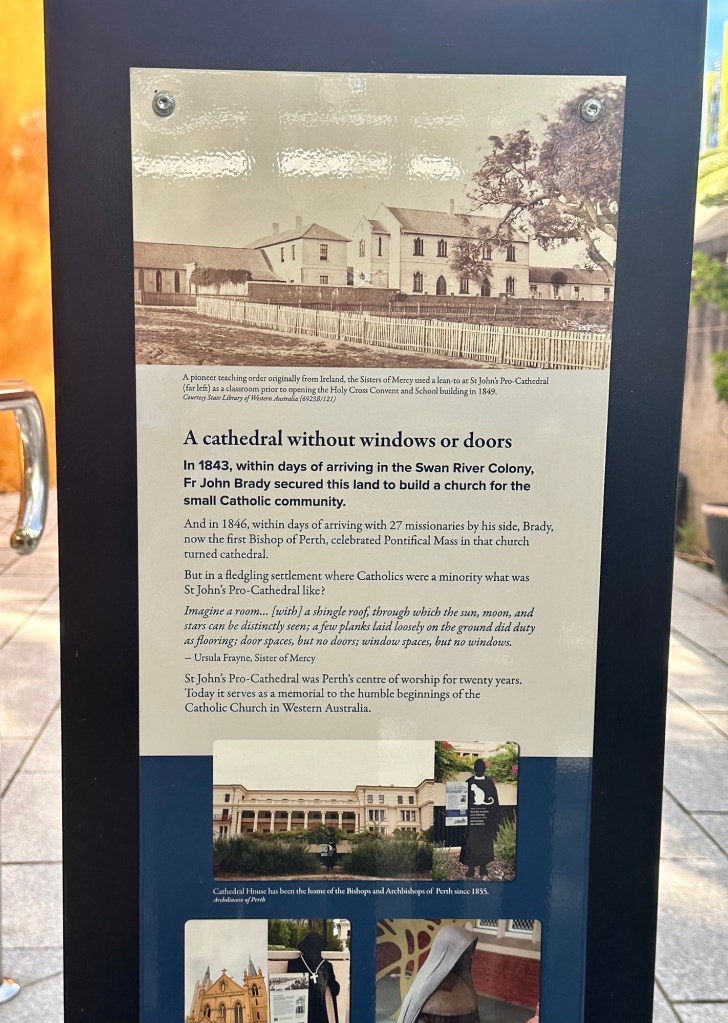 A pioneer teaching order originally from Ireland, the Sisters of Mercy used a lean-to at St John's Pro-Cathedral
(far left) as a classroom prior to opening the Holy Cross Convent and School building in 1849.
Courtesy State Library of Western Australia (6923B/121)
A cathedral without windows or doors
In 1843, within days of arriving in the Swan River Colony,
Fr John Brady secured this land to build a church for the
small Catholic community.
And in 1846, within days of arriving with 27 missionaries by his side, Brady,
now the first Bishop of Perth, celebrated Pontifical Mass in that church
turned cathedral.
But in a fledgling settlement where Catholics were a minority what was
St John's Pro-Cathedral like?
Imagine a room... [with] a shingle roof, through which the sun, moon, and
stars can be distinctly seen; a few planks laid loosely on the ground did duty
as flooring; door spaces, but no doors; window spaces, but no windows.
– Ursula Frayne, Sister of Mercy
St John's Pro-Cathedral was Perth's centre of worship for twenty years.
Today it serves as a memorial to the humble beginnings of the
Catholic Church in Western Australia.
Cathedral House has been the home of the Bishops and Archbishops of Perth since 1855.
Archdiocese of Perth